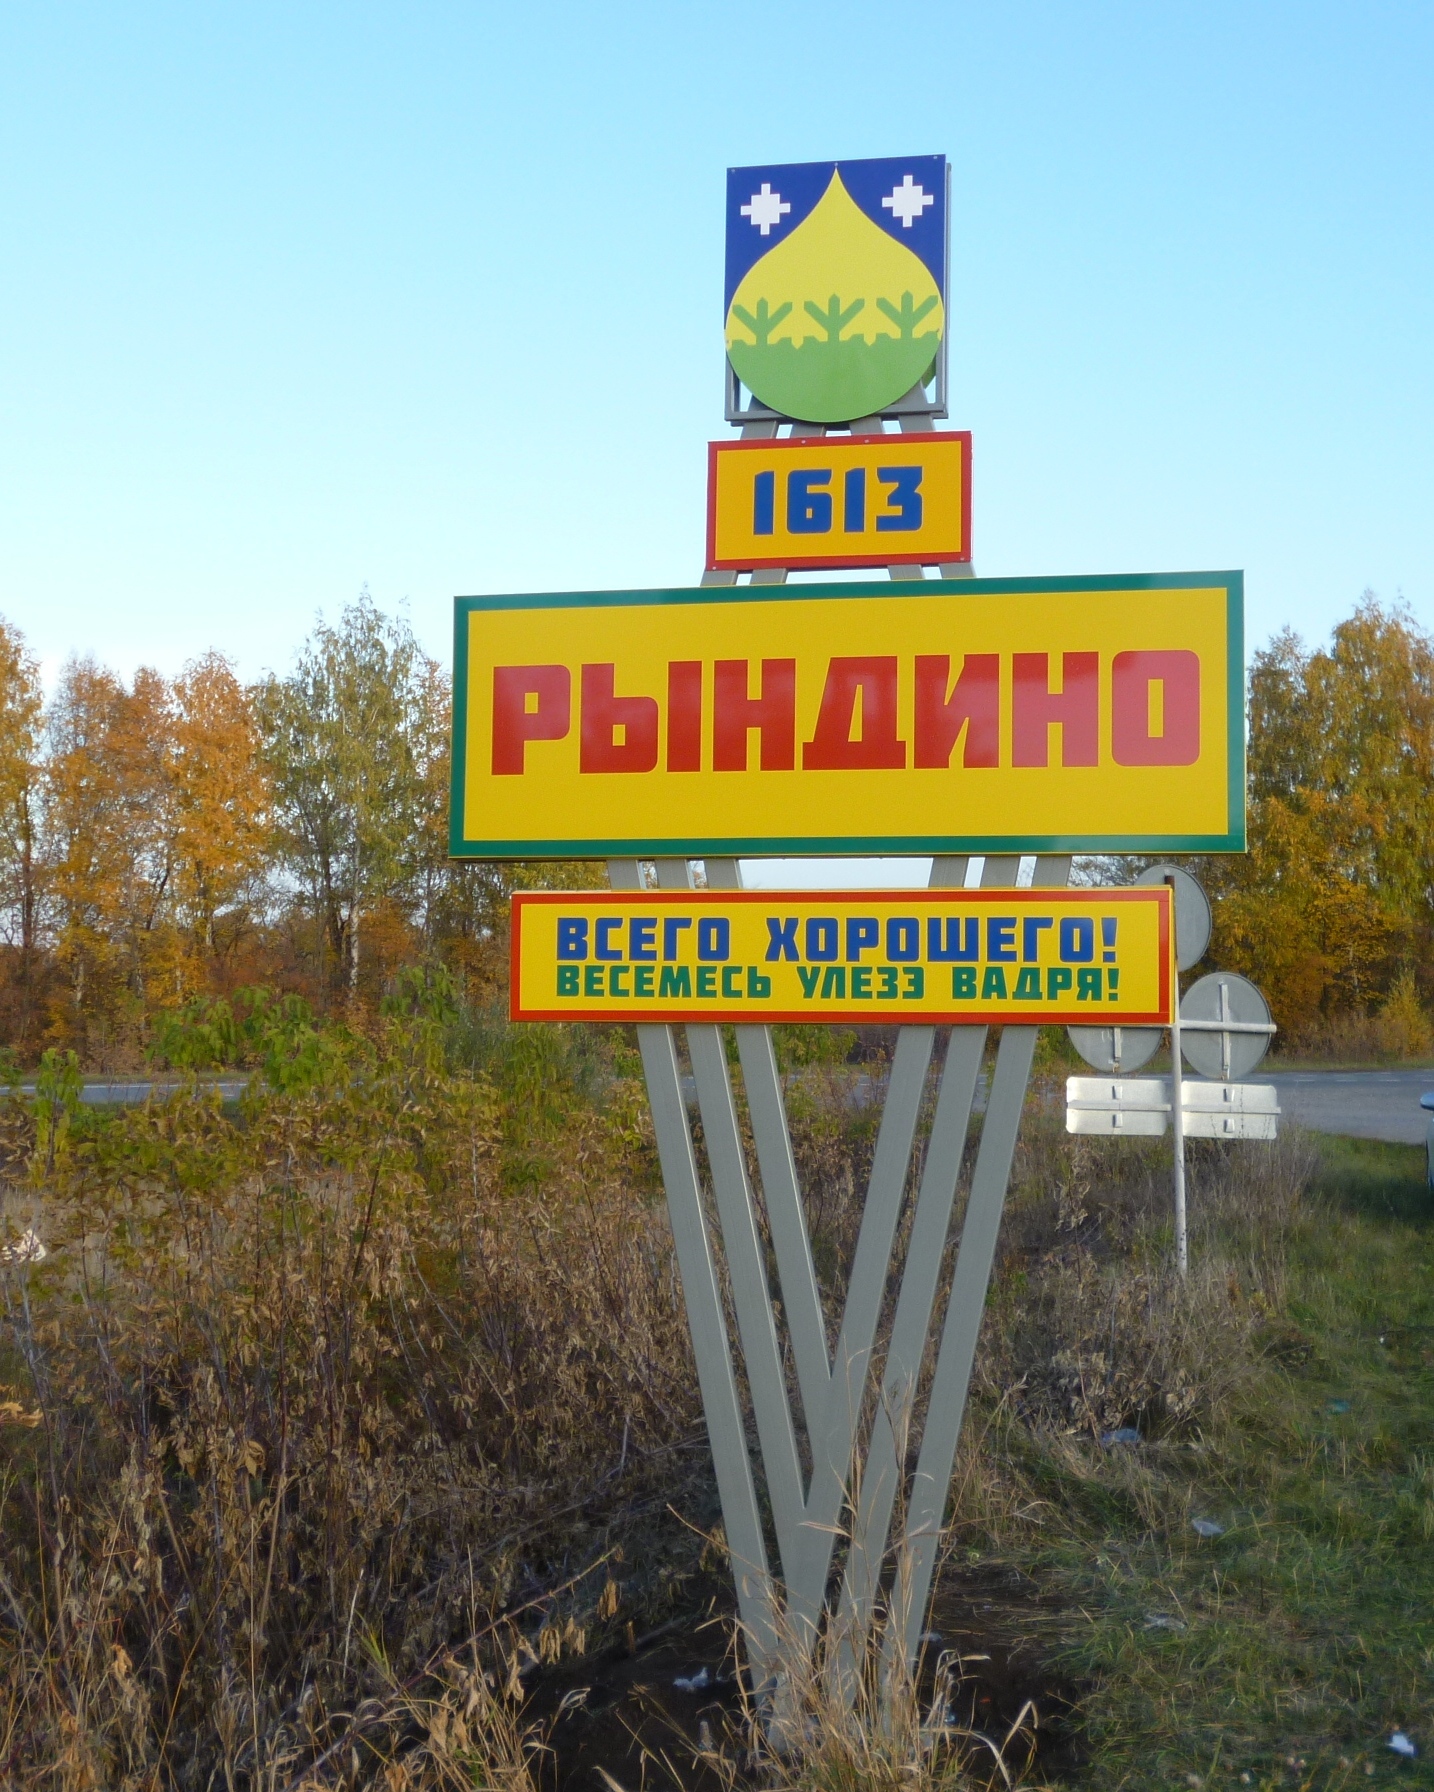 1613
РЫНДИНО
ВСЕГО ХОРОШЕГО!
ВЕСЕМЕСЬ УЛЕЗЭ ВАДРЯ!